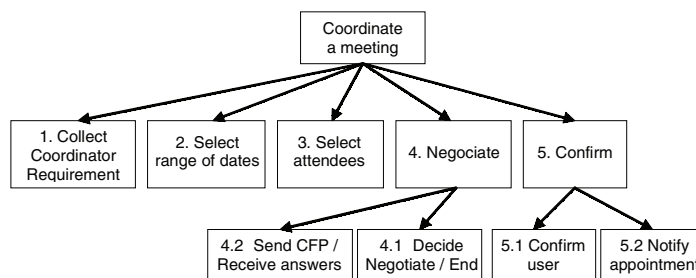 Coordinate
a meeting
1. Collect
Coordinator
Requirement
2. Select
range of dates
3. Select
attendees
4. Negociate
5. Confirm
4.2 Send CFP /
Receive answers
4.1 Decide
Negotiate / End
5.1 Confirm
user
5.2 Notify
appointment